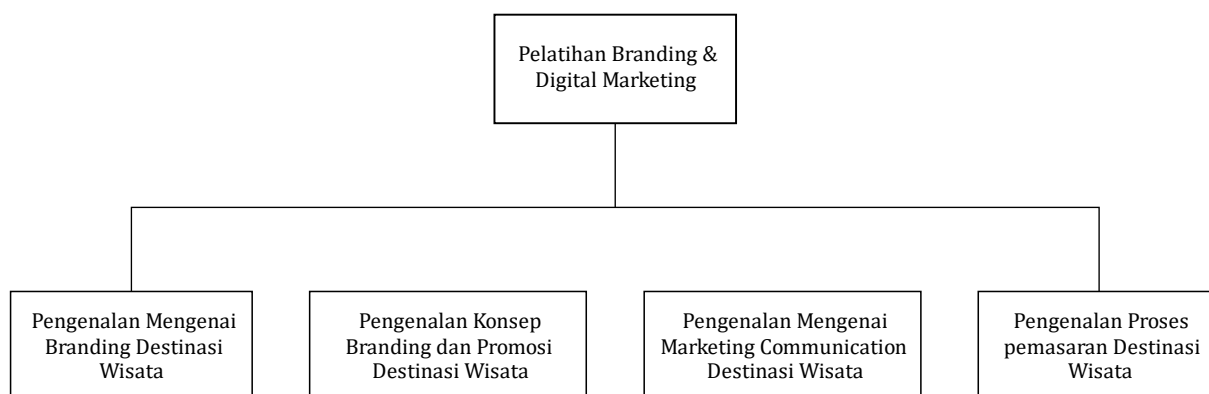 Pelatihan Branding &
Digital Marketing
Pengenalan Mengenai
Branding Destinasi
Wisata
Pengenalan Konsep
Branding dan Promosi
Destinasi Wisata
Pengenalan Mengenai
Marketing Communication
Destinasi Wisata
Pengenalan Proses
pemasaran Destinasi
Wisata